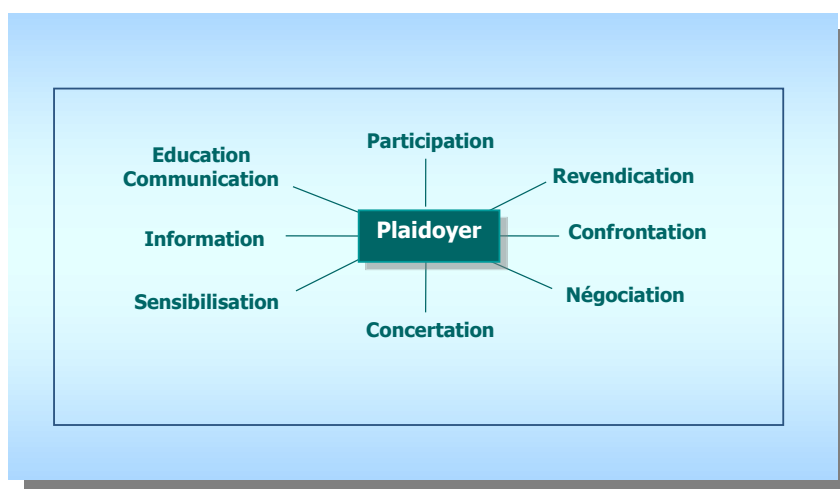 Participation
Education
Communication
Revendication
Information
Plaidoyer
Confrontation
Sensibilisation
Négociation
Concertation